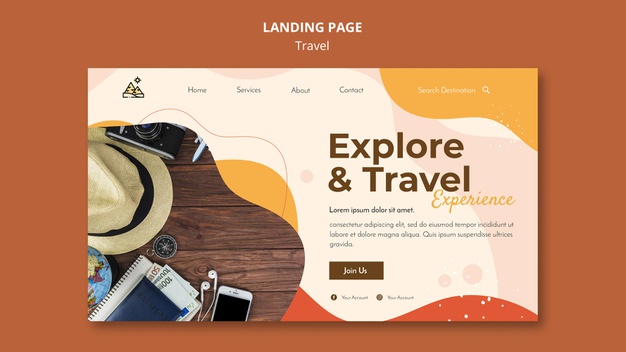 LANDING PAGE
Travel
Home Services About Contact Search Destination
Explore
& Travel
Experience
Lorem ipsum dolor sit amet.
consectetur adipiscing elit, sed do eiusmod tempor incididunt ut
labore et dolore magna aliqua. Quis ipsum suspendisse ultrices
gravida.
Join Us
Your Account Your Account